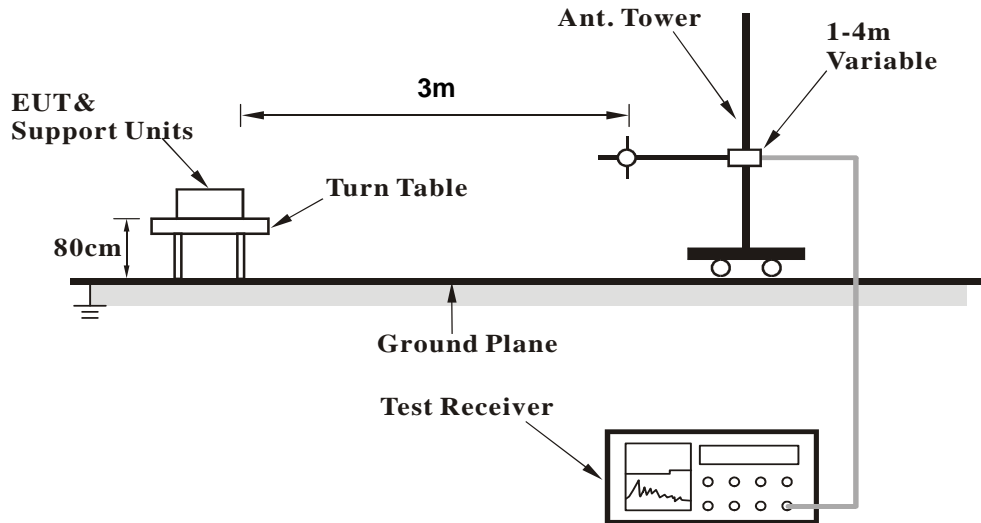 Ant. Tower
1-4m
Variable
3m
EUT&
Support Units
Turn Table
80cm
Ground Plane
Test Receiver